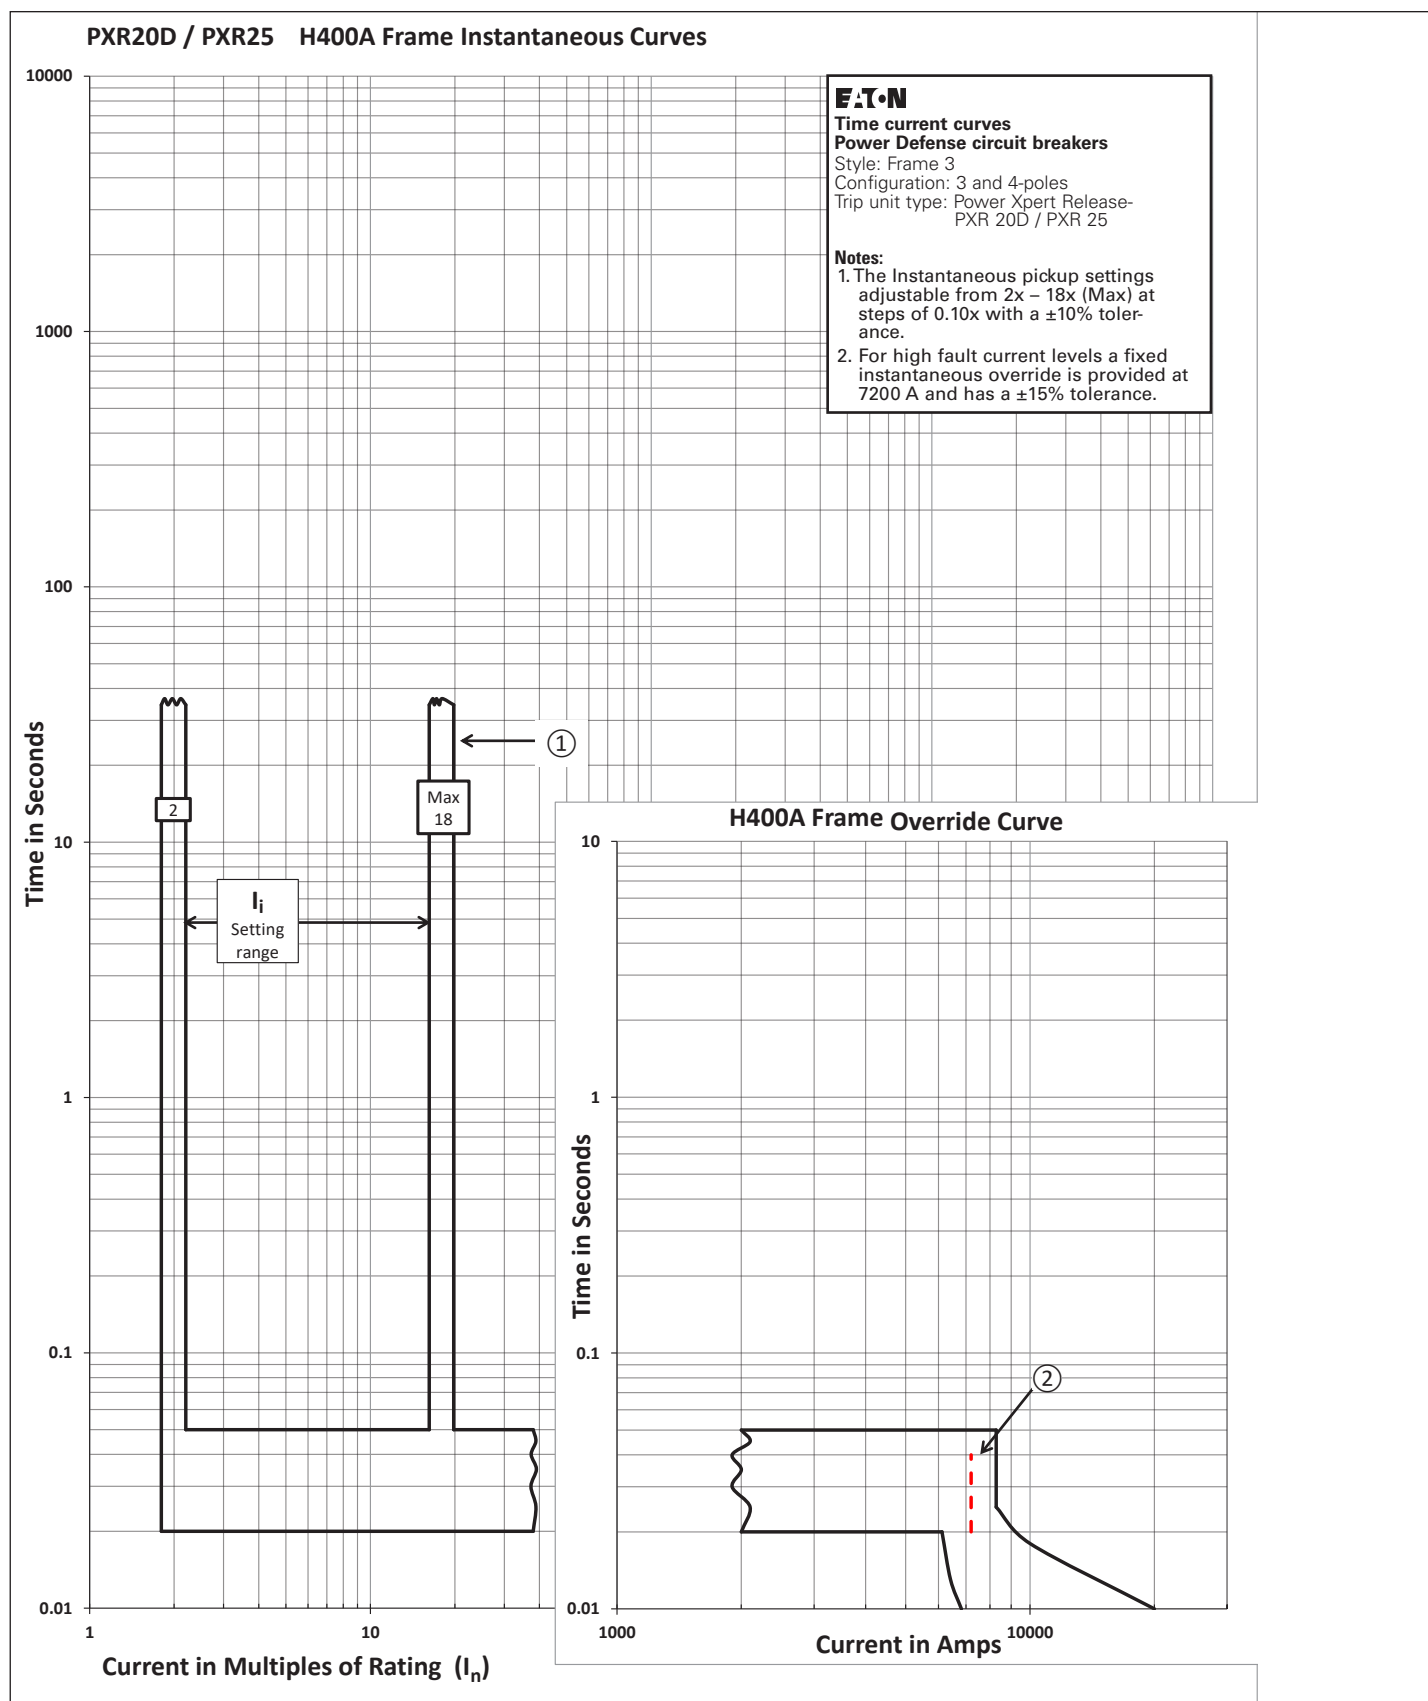 PXR20D / PXR25 H400A Frame Instantaneous Curves
10000
1000
100
10
1
0.1
0.01
Time in Seconds
1
10
Current in Multiples of Rating (In)
EATON
Time current curves
Power Defense circuit breakers
Style: Frame 3
Configuration: 3 and 4-poles
Trip unit type: Power Xpert Release-
PXR 20D / PXR 25
Notes:
1. The Instantaneous pickup settings
adjustable from 2x – 18x (Max) at
steps of 0.10x with a ±10% toler-
ance.
2. For high fault current levels a fixed
instantaneous override is provided at
7200 A and has a ±15% tolerance.
①
2
Max
18
Ii
Setting
range
H400A Frame Override Curve
10
1
0.1
0.01
Time in Seconds
②
1000
10000
Current in Amps